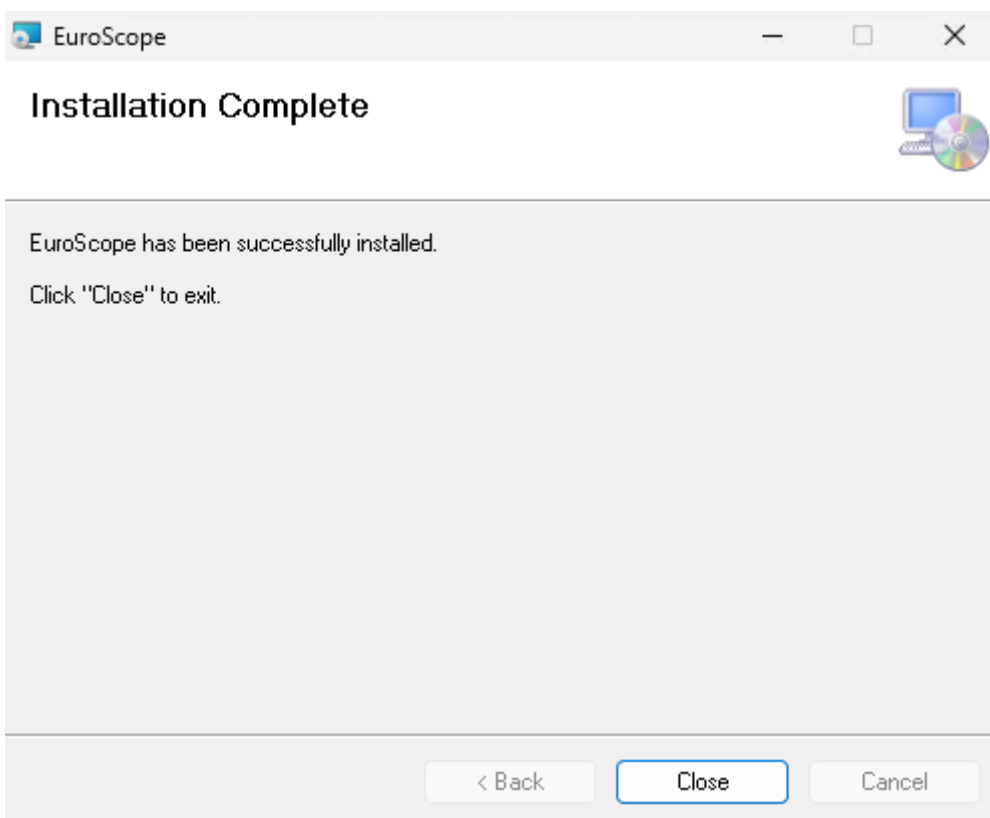 EuroScope
Installation Complete
EuroScope has been successfully installed.
Click "Close" to exit.
< Back
Close
Cancel